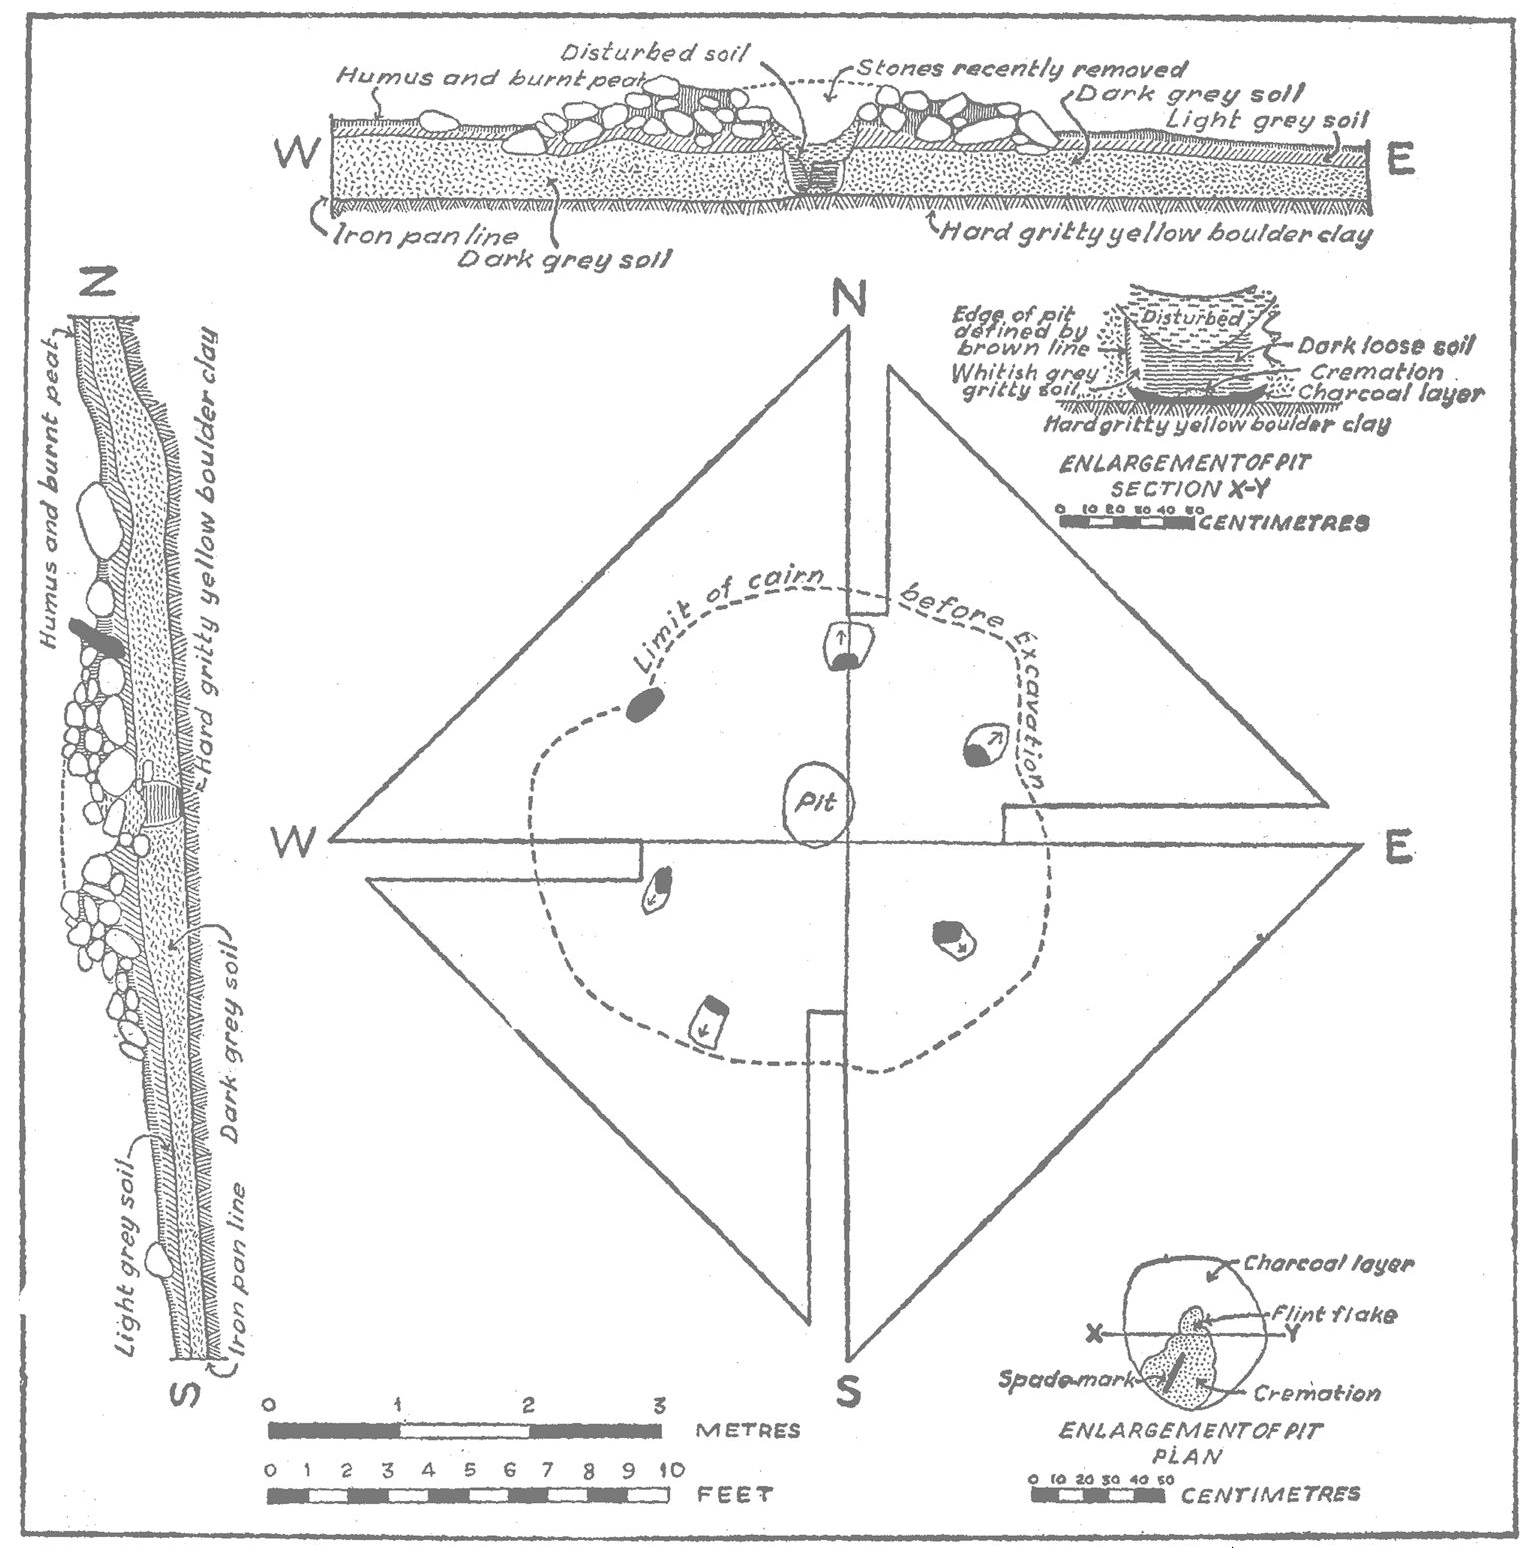 Disturbed soil
Humus and burnt peat
Stones recently removed
Dark grey soil
Light grey soil
W
E
Iron pan line
Dark grey soil
Hard gritty yellow boulder clay
N
Humus and burnt peat
Hard gritty yellow boulder clay
Dark grey soil
Light grey soil
Iron pan line
S
N
Limit of cairn before Excavation
Pit
W
E
S
Edge of pit
defined by
brown line
Whitish grey
gritty soil
Disturbed
Dark loose soil
Cremation
Charcoal layer
Hard gritty yellow boulder clay
ENLARGEMENT OF PIT
SECTION X-Y
0 10 20 30 40 50
CENTIMETRES
Charcoal layer
Flint flake
X
Y
Spade mark
Cremation
ENLARGEMENT OF PIT
PLAN
0 10 20 30 40 50
CENTIMETRES
0 1 2 3
METRES
0 1 2 3 4 5 6 7 8 9 10
FEET